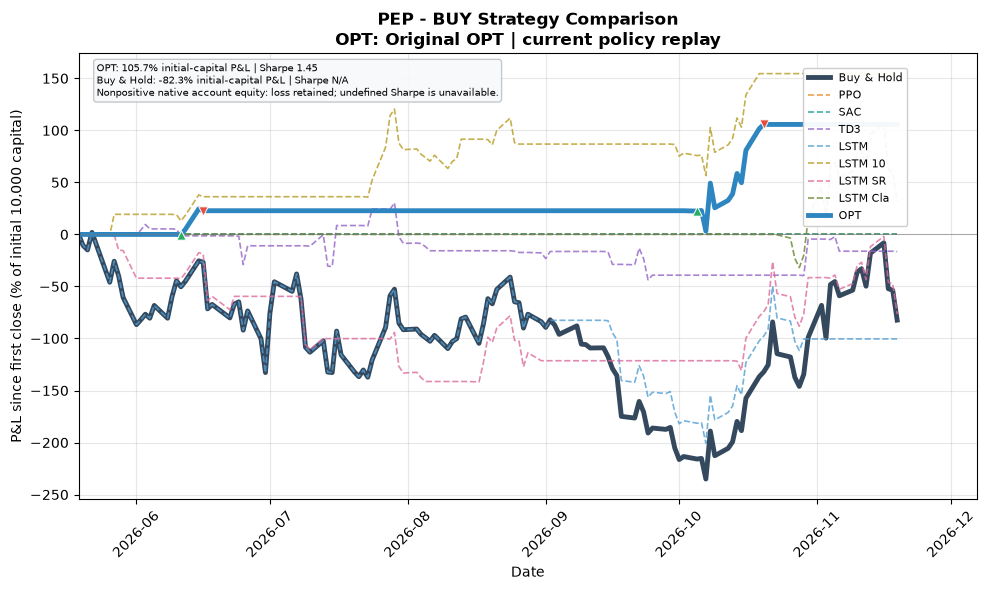 PEP - BUY Strategy Comparison
OPT: Original OPT | current policy replay
OPT: 105.7% initial-capital P&L | Sharpe 1.45
Buy & Hold: -82.3% initial-capital P&L | Sharpe N/A
Nonpositive native account equity: loss retained; undefined Sharpe is unavailable.
Buy & Hold
PPO
SAC
TD3
LSTM
LSTM 10
LSTM SR
LSTM Cla
OPT
P&L since first close (% of initial 10,000 capital)
150
100
50
0
−50
−100
−150
−200
−250
2026-06
2026-07
2026-08
2026-09
2026-10
2026-11
2026-12
Date